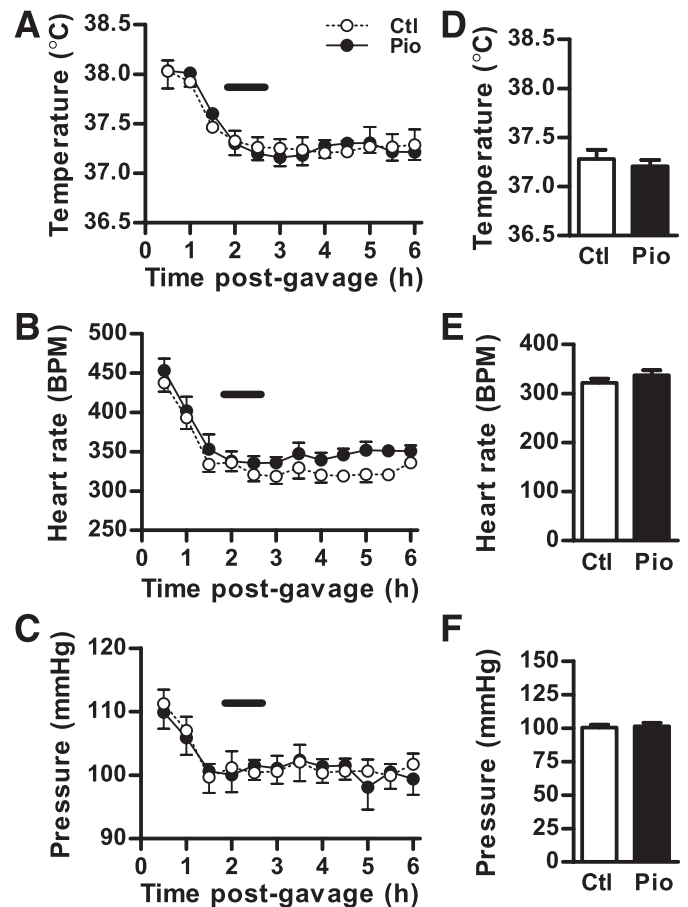 A
Temperature (°C)
38.5
38.0
37.5
37.0
36.5
Ctl
Pio
0 1 2 3 4 5 6
Time post-gavage (h)
D
Temperature (°C)
38.5
38.0
37.5
37.0
36.5
Ctl Pio
B
Heart rate (BPM)
500
450
400
350
300
250
0 1 2 3 4 5 6
Time post-gavage (h)
E
Heart rate (BPM)
400
300
200
100
0
Ctl Pio
C
Pressure (mmHg)
120
110
100
90
0 1 2 3 4 5 6
Time post-gavage (h)
F
Pressure (mmHg)
150
125
100
75
50
25
0
Ctl Pio